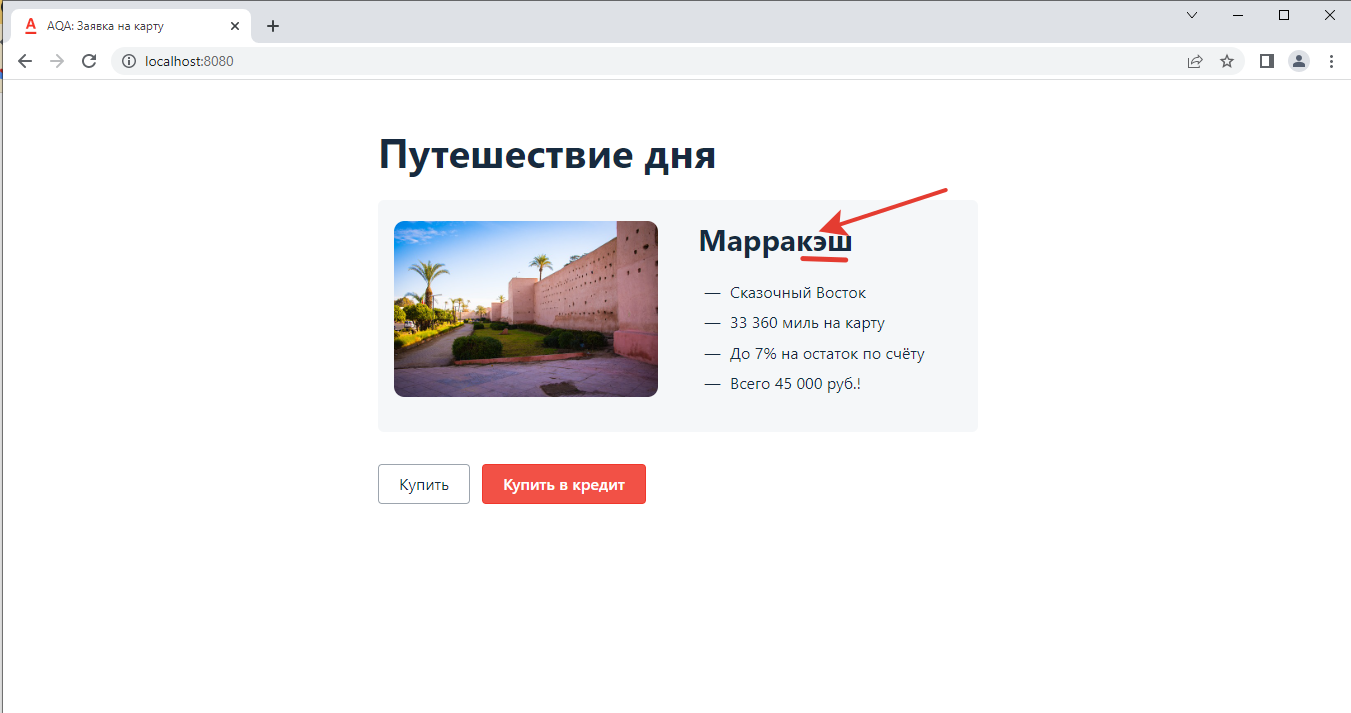 AQA: Заявка на карту
localhost:8080
Путешествие дня
Марракэш
— Сказочный Восток
— 33 360 миль на карту
— До 7% на остаток по счёту
— Всего 45 000 руб.!
Купить
Купить в кредит